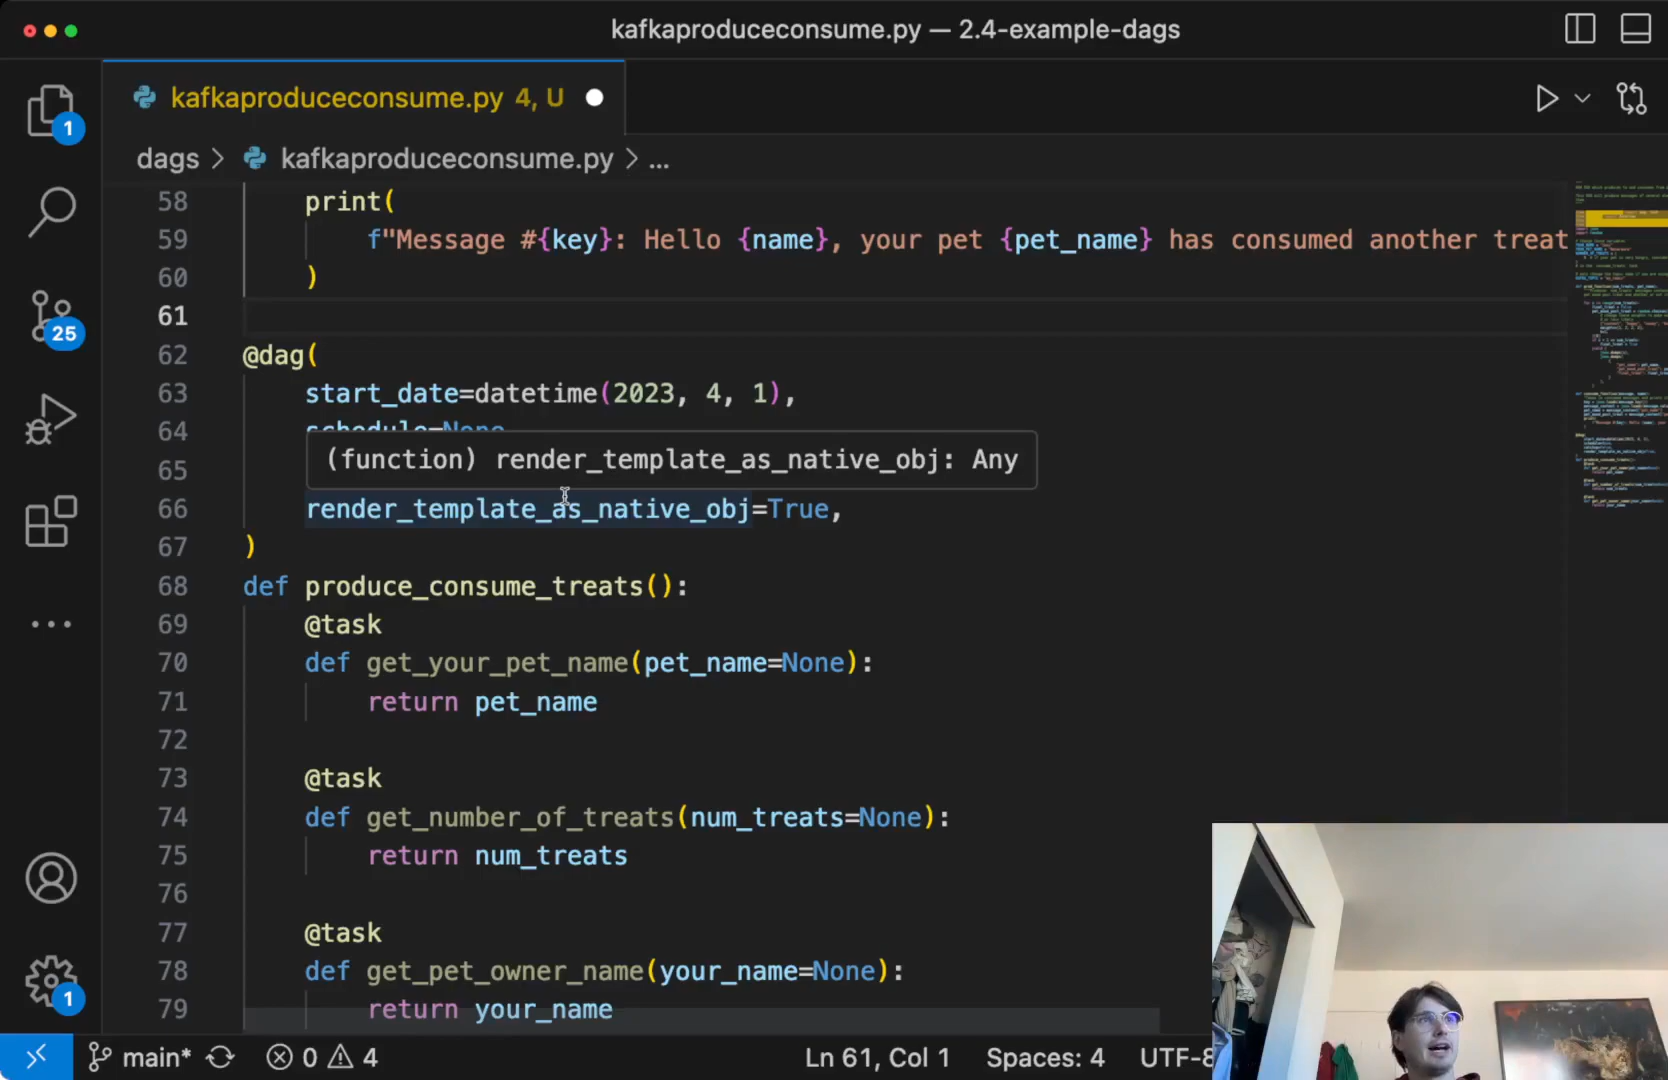 kafkaproduceconsume.py — 2.4-example-dags
kafkaproduceconsume.py 4, U
dags > kafkaproduceconsume.py > ...
1
25
1
58 print(
59 f"Message #{key}: Hello {name}, your pet {pet_name} has consumed another treat
60 )
61
62 @dag(
63 start_date=datetime(2023, 4, 1),
64 schedule=None
(function) render_template_as_native_obj: Any
65
66 render_template_as_native_obj=True,
67 )
68 def produce_consume_treats():
69 @task
70 def get_your_pet_name(pet_name=None):
71 return pet_name
72
73 @task
74 def get_number_of_treats(num_treats=None):
75 return num_treats
76
77 @task
78 def get_pet_owner_name(your_name=None):
79 return your_name
main* 0 4 Ln 61, Col 1 Spaces: 4 UTF-8